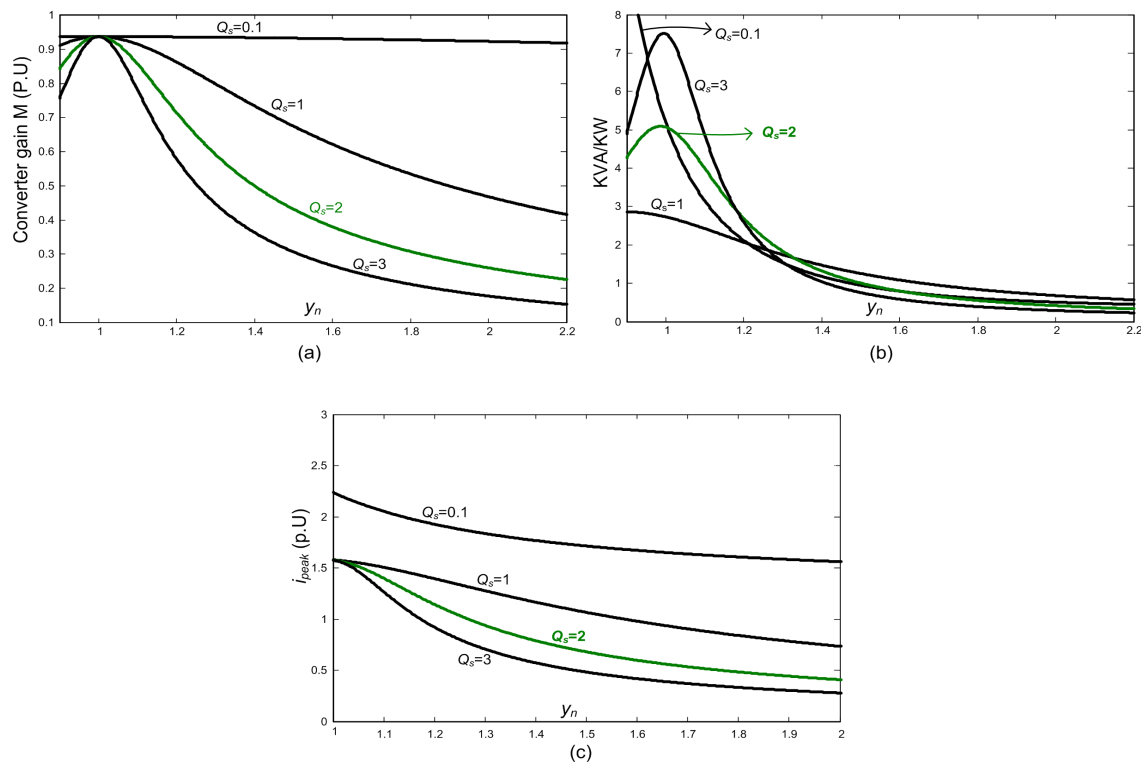 Converter gain M (P.U)
1
0.9
0.8
0.7
0.6
0.5
0.4
0.3
0.2
0.1
Qs=0.1
Qs=1
Qs=2
Qs=3
yn
1 1.2 1.4 1.6 1.8 2 2.2
(a)
KVA/KW
8
7
6
5
4
3
2
1
0
Qs=0.1
Qs=3
Qs=2
Qs=1
yn
1 1.2 1.4 1.6 1.8 2 2.2
(b)
ipeak (p.U)
3
2.5
2
1.5
1
0.5
0
Qs=0.1
Qs=1
Qs=2
Qs=3
yn
1 1.1 1.2 1.3 1.4 1.5 1.6 1.7 1.8 1.9 2
(c)